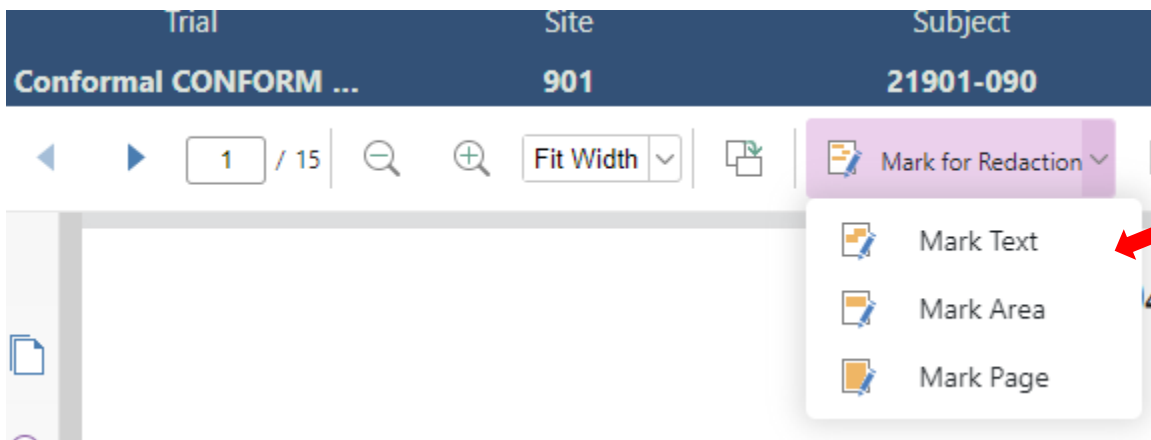 Trial Site Subject
Conformal CONFORM ... 901 21901-090
1 / 15 Fit Width Mark for Redaction
Mark Text
Mark Area
Mark Page